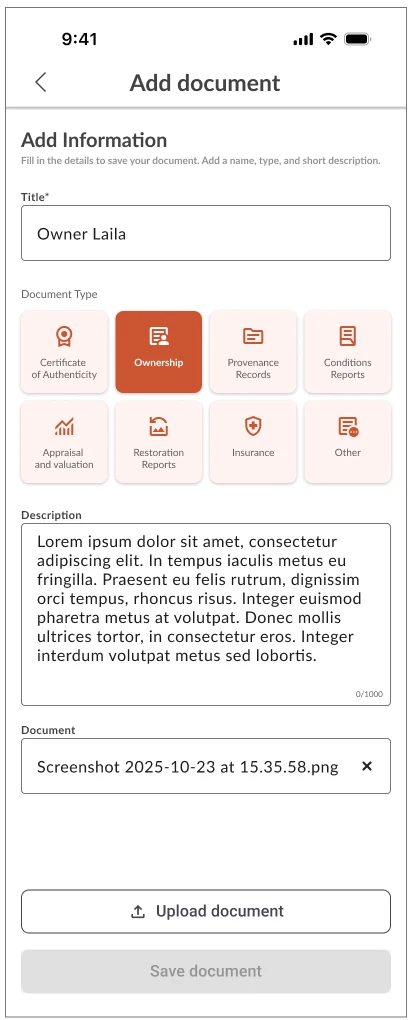 9:41
Add document
Add Information
Fill in the details to save your document. Add a name, type, and short description.
Title*
Owner Laila
Document Type
Certificate
of Authenticity
Ownership
Provenance
Records
Conditions
Reports
Appraisal
and valuation
Restoration
Reports
Insurance
Other
Description
Lorem ipsum dolor sit amet, consectetur
adipiscing elit. In tempus iaculis metus eu
fringilla. Praesent eu felis rutrum, dignissim
orci tempus, rhoncus risus. Integer euismod
pharetra metus at volutpat. Donec mollis
ultrices tortor, in consectetur eros. Integer
interdum volutpat metus sed lobortis.
0/1000
Document
Screenshot 2025-10-23 at 15.35.58.png
Upload document
Save document